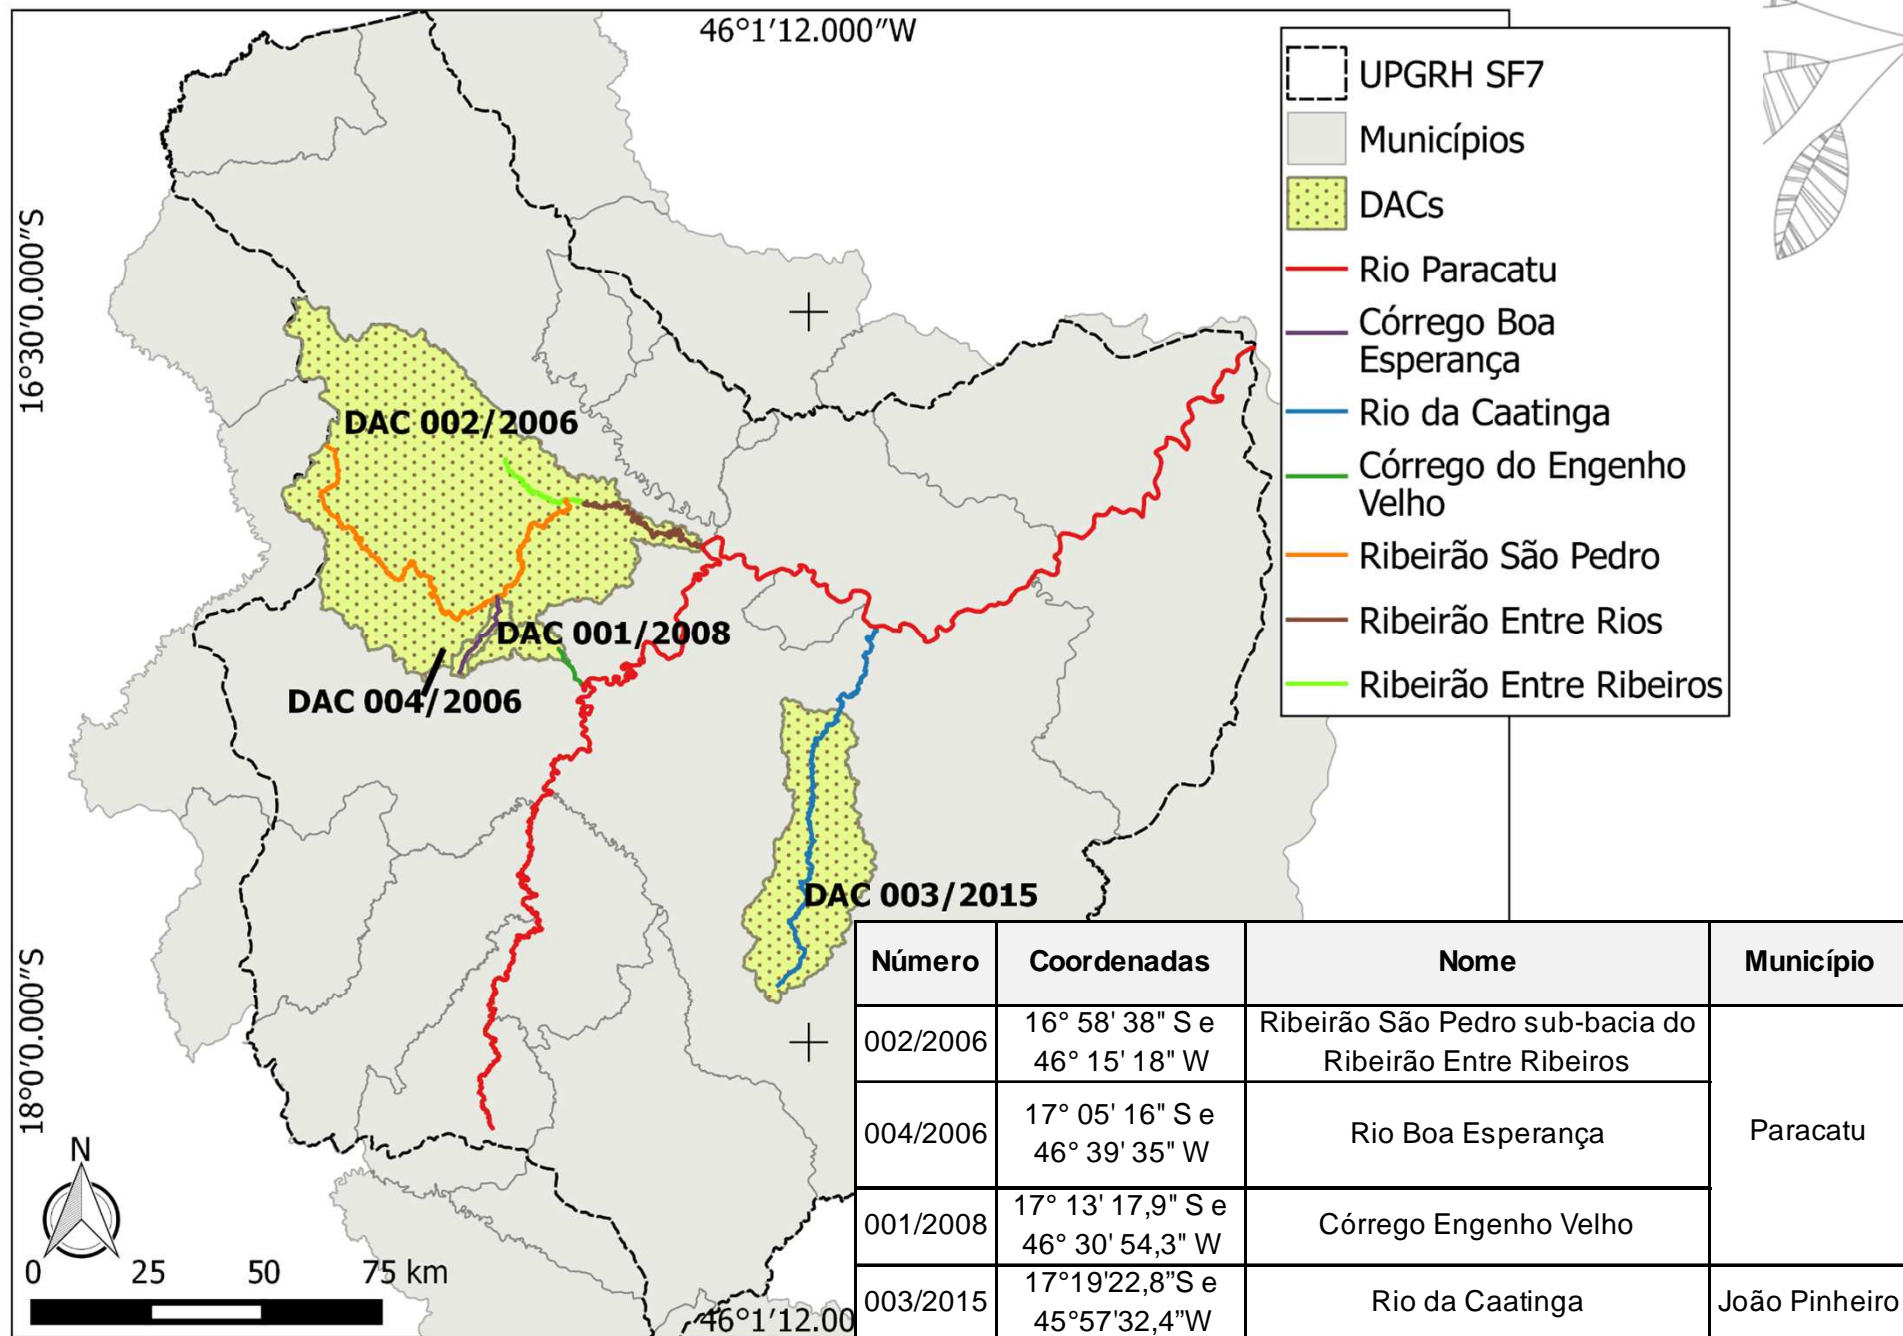 46°1'12.000"W
16°30'0.000"S
18°0'0.000"S
UPGRH SF7
Municípios
DACs
Rio Paracatu
Córrego Boa
Esperança
Rio da Caatinga
Córrego do Engenho
Velho
Ribeirão São Pedro
Ribeirão Entre Rios
Ribeirão Entre Ribeiros
DAC 002/2006
DAC 001/2008
DAC 004/2006
DAC 003/2015
N
0 25 50 75 km
46°1'12.00
Número Coordenadas Nome Município
002/2006 16° 58' 38" S e
46° 15' 18" W Ribeirão São Pedro sub-bacia do
Ribeirão Entre Ribeiros
004/2006 17° 05' 16" S e
46° 39' 35" W Rio Boa Esperança Paracatu
001/2008 17° 13' 17,9" S e
46° 30' 54,3" W Córrego Engenho Velho
003/2015 17°19'22,8”S e
45°57'32,4”W Rio da Caatinga João Pinheiro